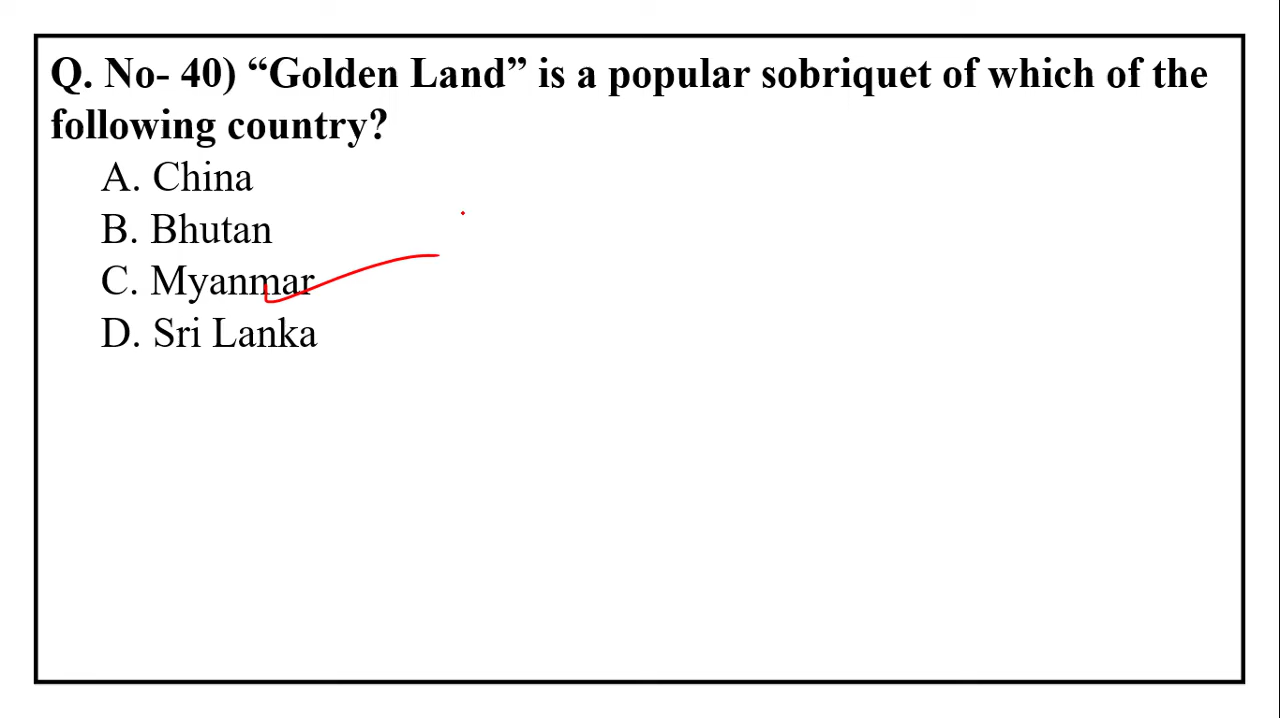 Q. No- 40) “Golden Land” is a popular sobriquet of which of the
following country?
A. China
B. Bhutan
C. Myanmar
D. Sri Lanka